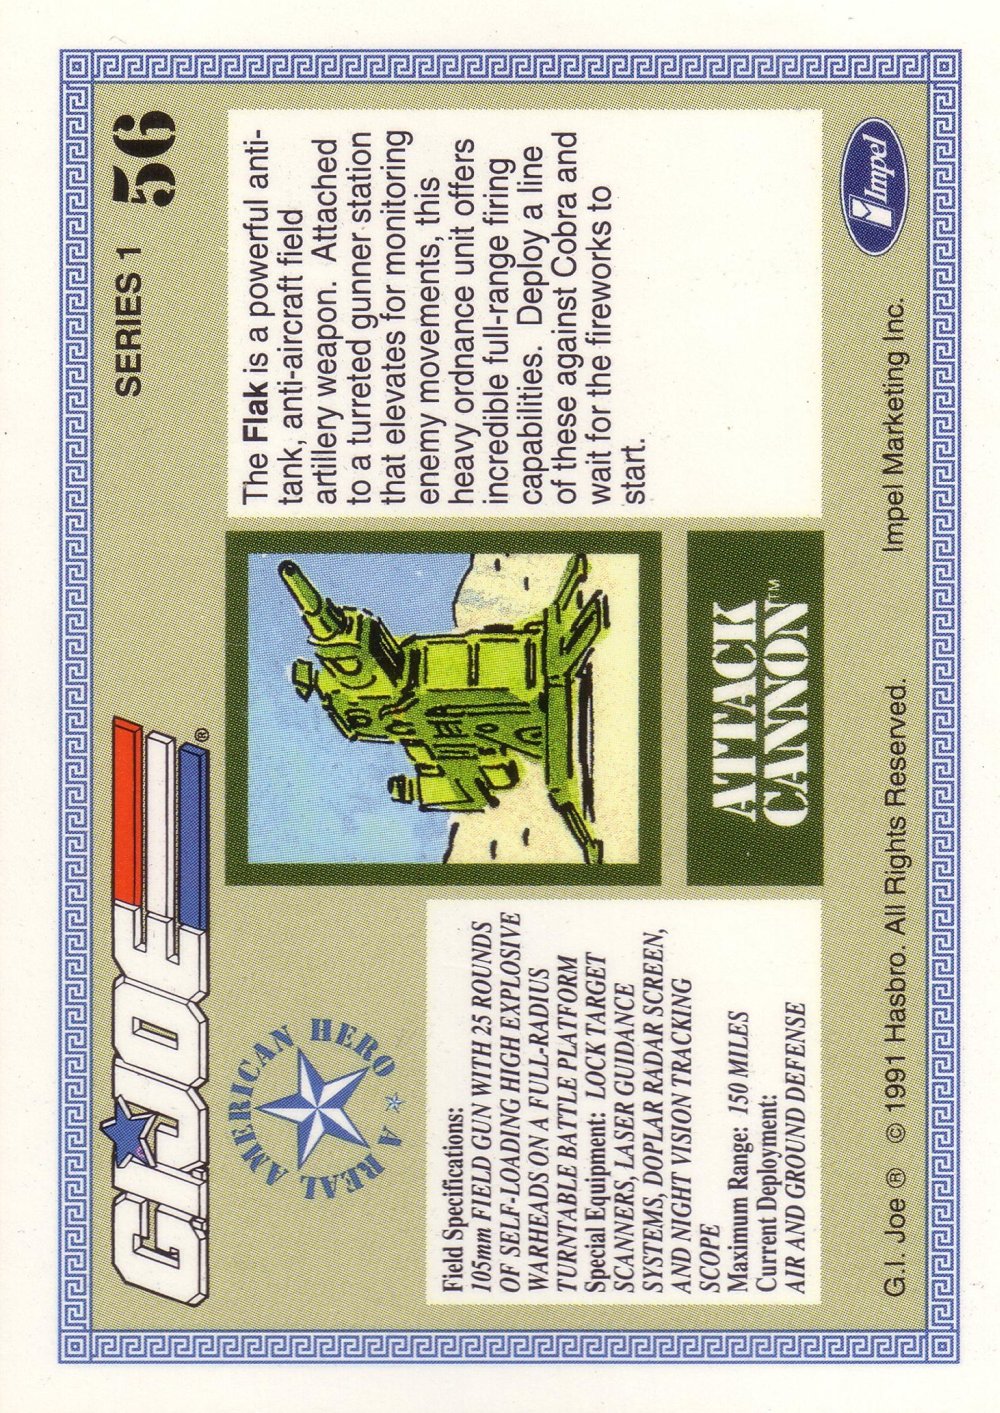 GIJOE®
SERIES 1 56
A REAL AMERICAN HERO
Field Specifications:
105mm FIELD GUN WITH 25 ROUNDS
OF SELF-LOADING HIGH EXPLOSIVE
WARHEADS ON A FULL-RADIUS
TURNTABLE BATTLE PLATFORM
Special Equipment: LOCK TARGET
SCANNERS, LASER GUIDANCE
SYSTEMS, DOPLAR RADAR SCREEN,
AND NIGHT VISION TRACKING
SCOPE
Maximum Range: 150 MILES
Current Deployment:
AIR AND GROUND DEFENSE
ATTACK
CANNON™
The Flak is a powerful anti-
tank, anti-aircraft field
artillery weapon. Attached
to a turreted gunner station
that elevates for monitoring
enemy movements, this
heavy ordnance unit offers
incredible full-range firing
capabilities. Deploy a line
of these against Cobra and
wait for the fireworks to
start.
G.I. Joe ® © 1991 Hasbro. All Rights Reserved. Impel Marketing Inc.
Impel